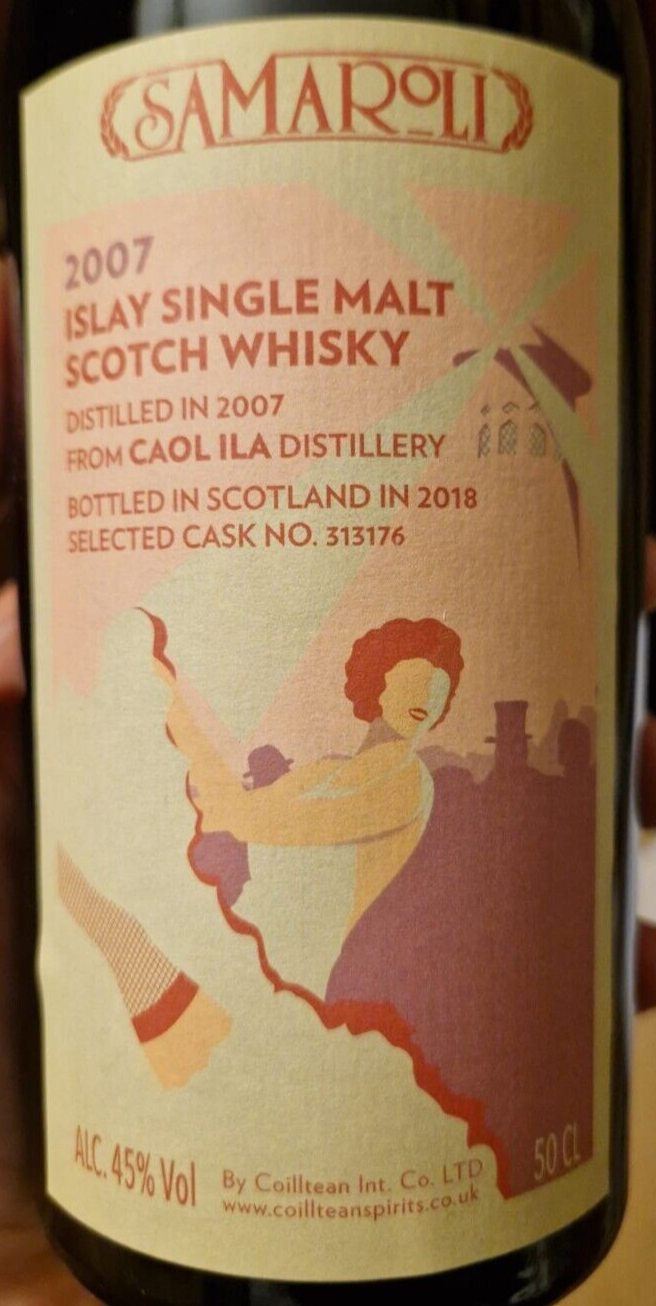 SAMAROLI
2007
ISLAY SINGLE MALT
SCOTCH WHISKY
DISTILLED IN 2007
FROM CAOL ILA DISTILLERY
BOTTLED IN SCOTLAND IN 2018
SELECTED CASK NO. 313176
ALC. 45% Vol
By Coilltean Int. Co. LTD
www.coillteanspirits.co.uk
50 CL